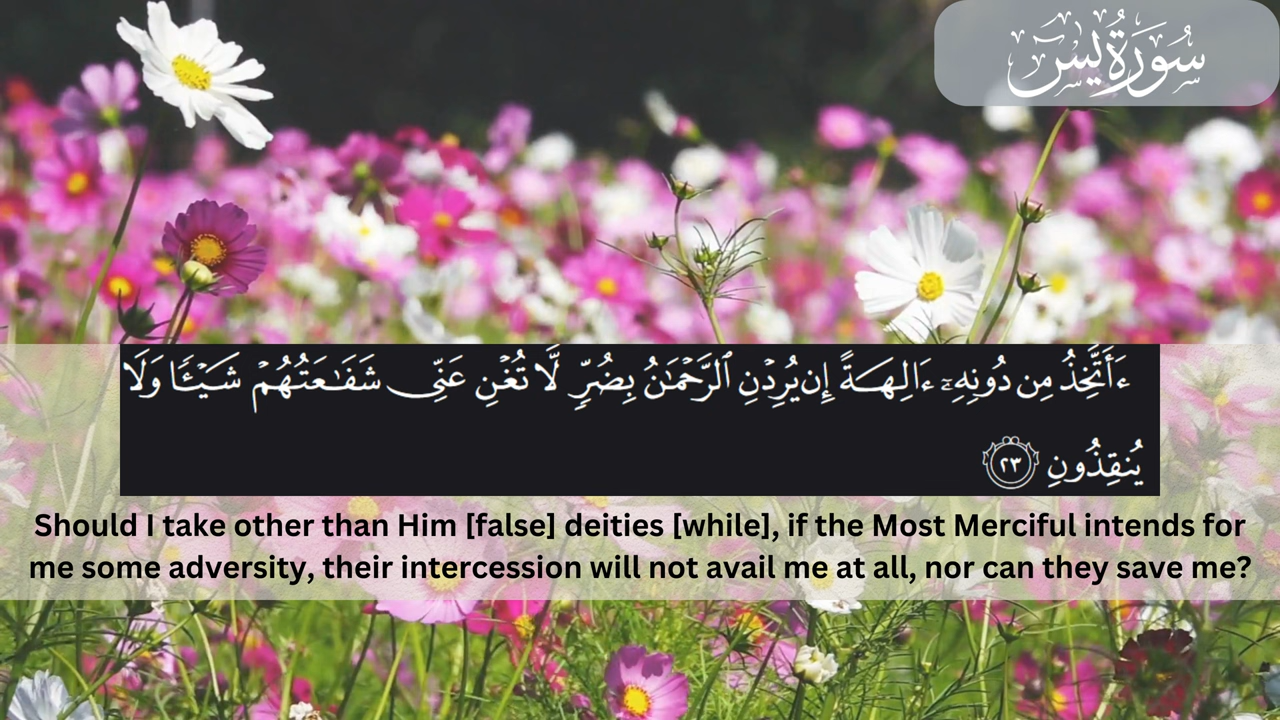 سُورَةُ يسٓ
ءَأَتَّخِذُ مِن دُونِهِۦٓ ءَالِهَةً إِن يُرِدْنِ ٱلرَّحْمَـٰنُ بِضُرٍّ لَّا تُغْنِ عَنِّى شَفَـٰعَتُهُمْ شَيْـًٔا وَلَا
يُنقِذُونِ ٢٣
Should I take other than Him [false] deities [while], if the Most Merciful intends for
me some adversity, their intercession will not avail me at all, nor can they save me?